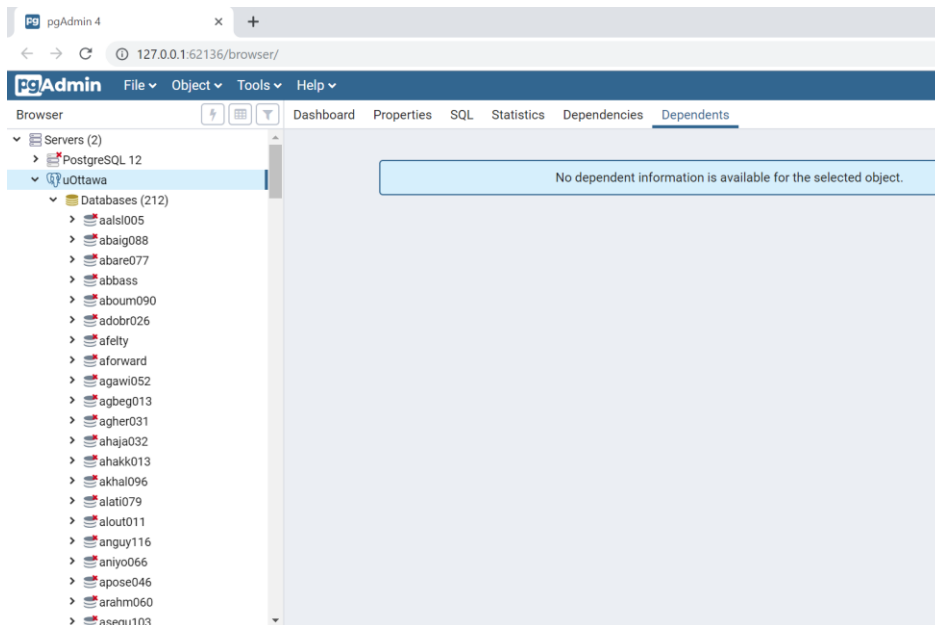 pgAdmin 4
127.0.0.1:62136/browser/
pgAdmin File Object Tools Help
Browser Dashboard Properties SQL Statistics Dependencies Dependents
Servers (2)
PostgreSQL 12
uOttawa
No dependent information is available for the selected object.
Databases (212)
aalsl005
abaig088
abare077
abbass
aboum090
adobr026
afelty
aforward
agawi052
agbeg013
agher031
ahaja032
ahakk013
akhal096
alati079
alout011
anguy116
aniyo066
apose046
arahm060
asegu103